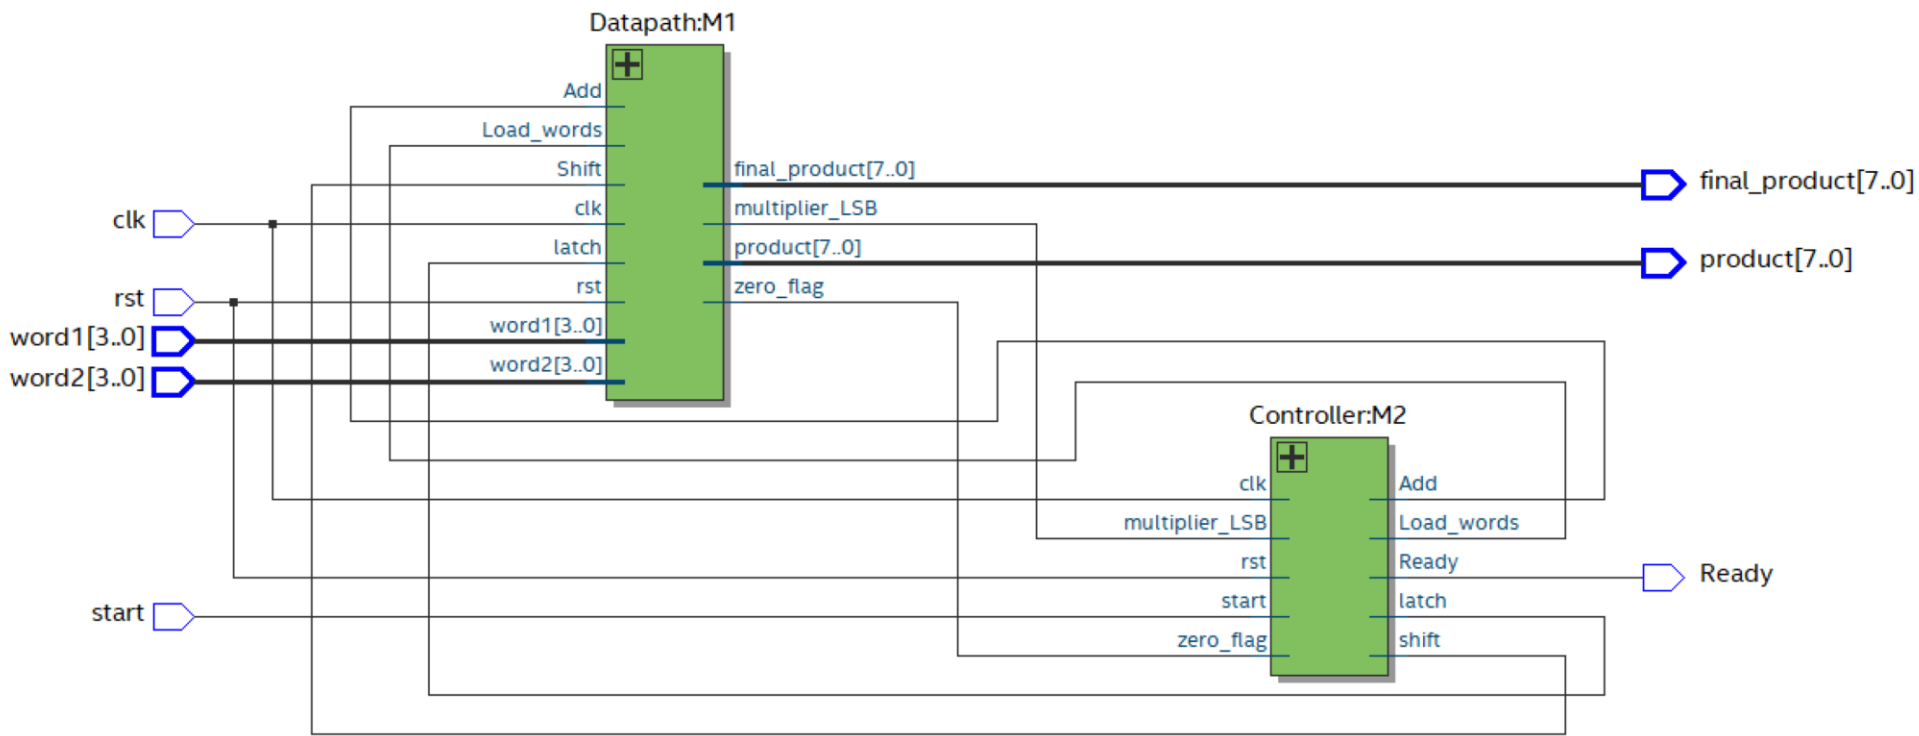 Datapath:M1
Add
Load_words
Shift
clk
latch
rst
word1[3..0]
word2[3..0]
final_product[7..0]
multiplier_LSB
product[7..0]
zero_flag
clk
rst
word1[3..0]
word2[3..0]
start
final_product[7..0]
product[7..0]
Controller:M2
clk
multiplier_LSB
rst
start
zero_flag
Add
Load_words
Ready
latch
shift
Ready